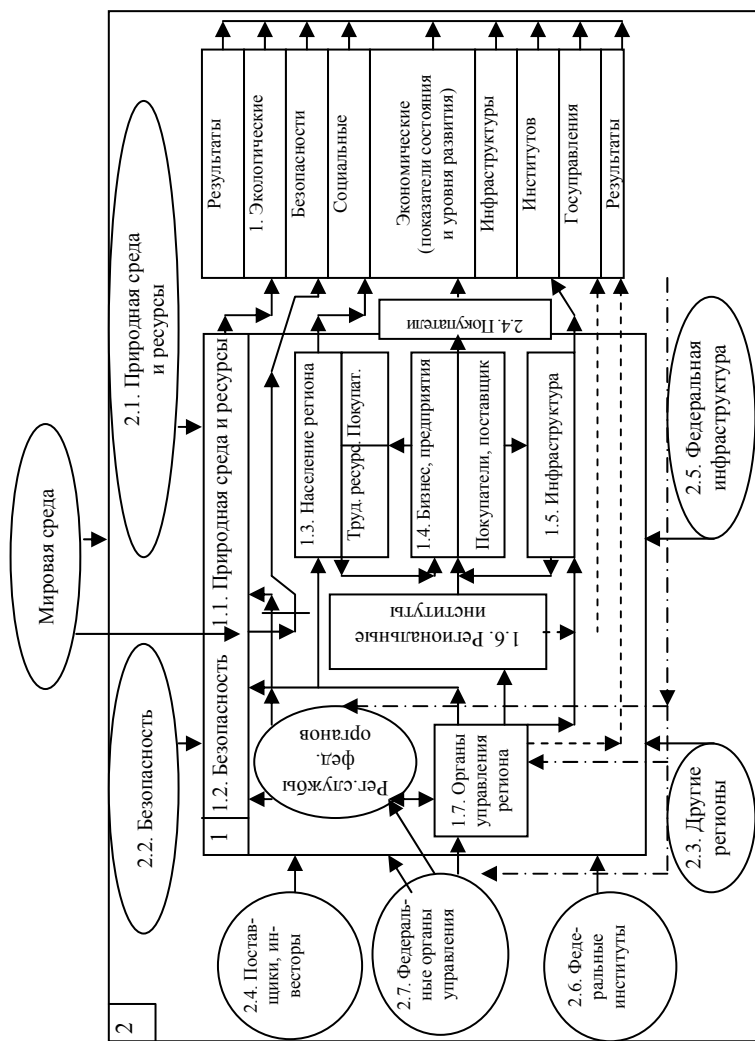 2
Мировая среда
2.2. Безопасность
2.1. Природная среда
и ресурсы
2.4. Постав-
щики, ин-
весторы
2.7. Федераль-
ные органы
управления
2.6. Феде-
ральные
институты
1
1.2. Безопасность
1.1. Природная среда и ресурсы
Рег.службы
фед.
органов
1.7. Органы
управления
региона
1.6. Региональные
институты
1.3. Население региона
Труд. ресурс. Покупат.
1.4. Бизнес, предприятия
Покупатели, поставщик
1.5. Инфраструктура
2.4. Покупатели
Результаты
1. Экологические
Безопасности
Социальные
Экономические
(показатели состояния
и уровня развития)
Инфраструктуры
Институтов
Госуправления
Результаты
2.3. Другие
регионы
2.5. Федеральная
инфраструктура